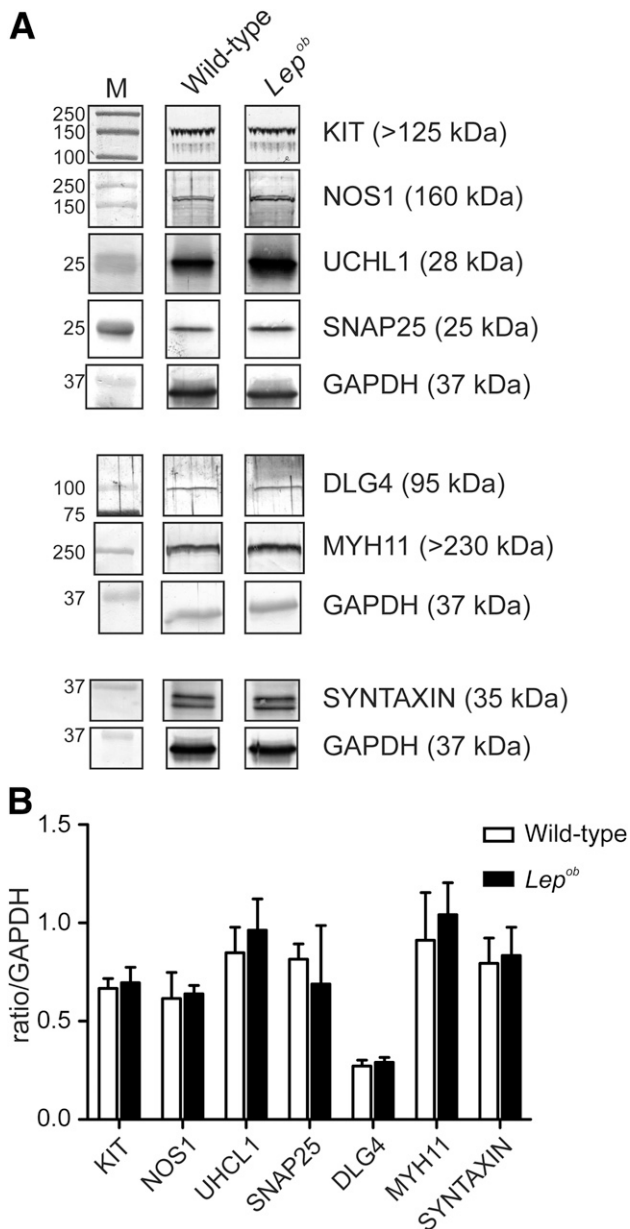 A
M Wild-type Lep^ob
250
150
100
KIT (>125 kDa)
250
150
NOS1 (160 kDa)
25
UCHL1 (28 kDa)
25
SNAP25 (25 kDa)
37
GAPDH (37 kDa)
100
75
DLG4 (95 kDa)
250
MYH11 (>230 kDa)
37
GAPDH (37 kDa)
37
SYNTAXIN (35 kDa)
37
GAPDH (37 kDa)
B
1.5
1.0
0.5
0.0
ratio/GAPDH
Wild-type
Lep^ob
KIT
NOS1
UHCL1
SNAP25
DLG4
MYH11
SYNTAXIN